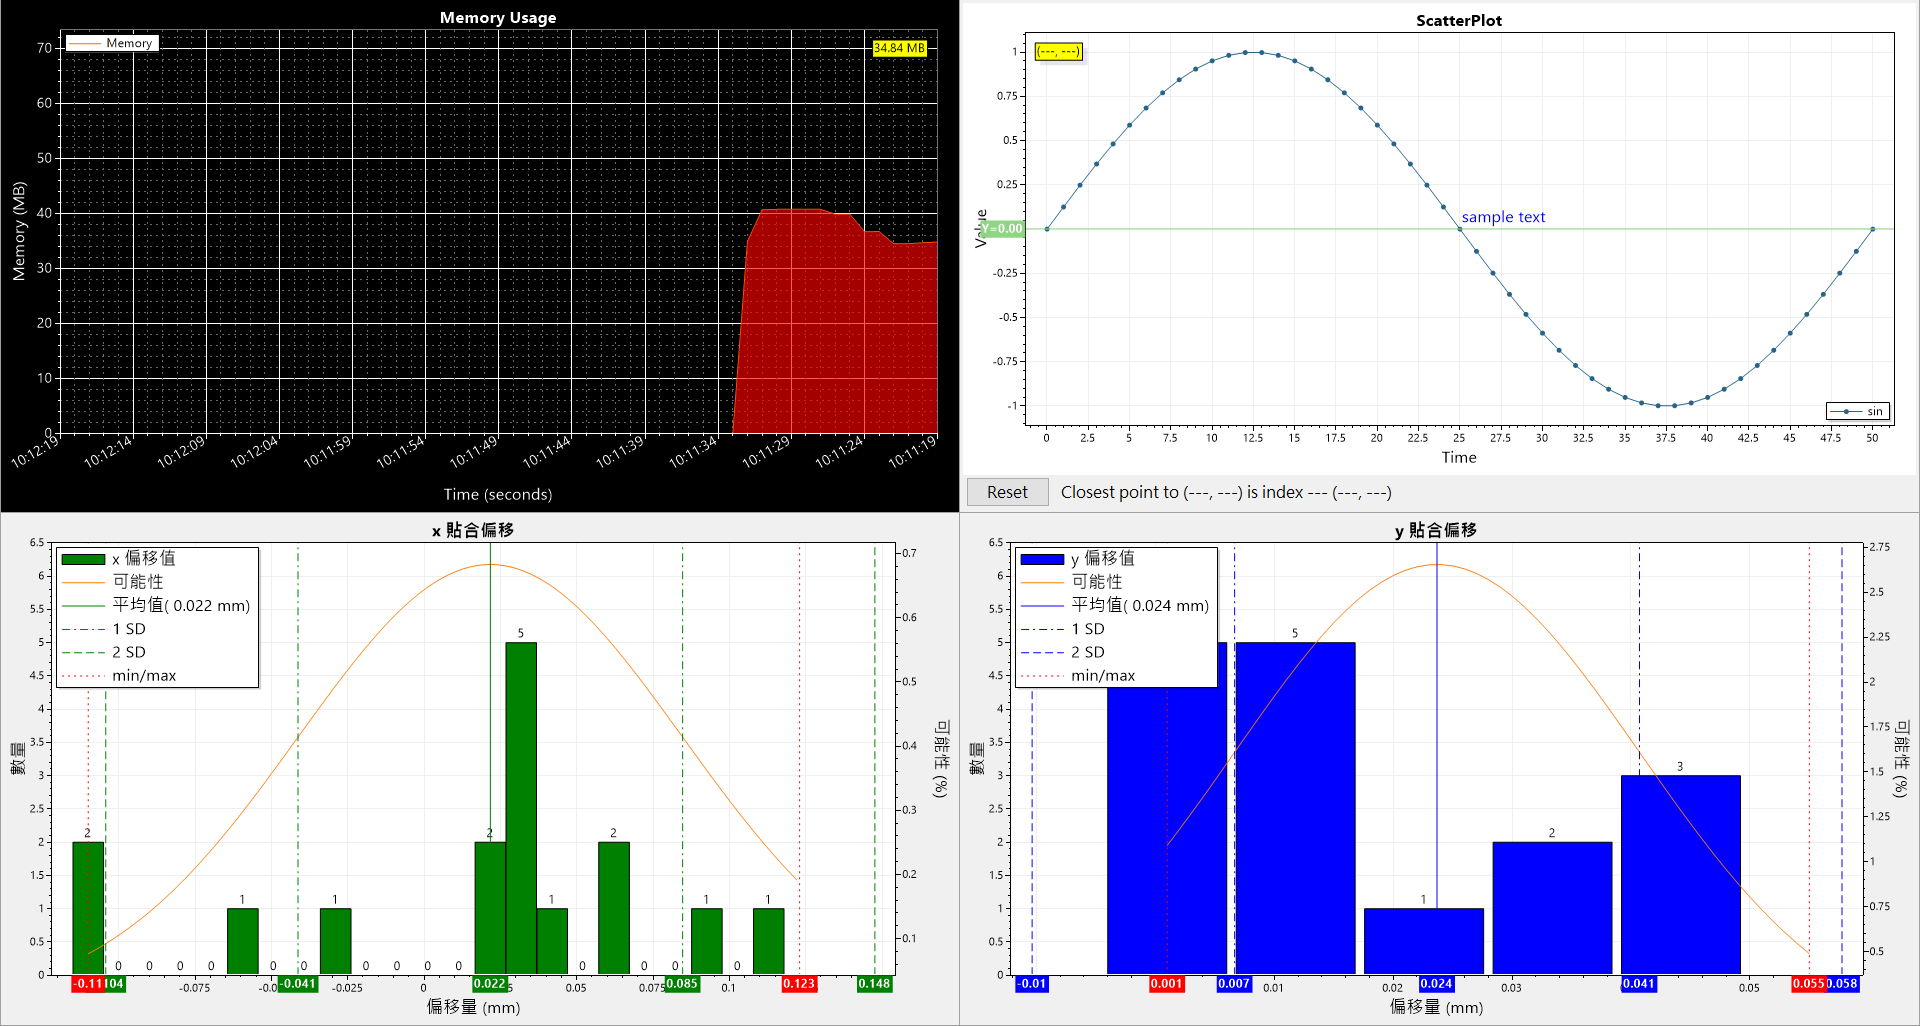 Memory Usage
Memory
34.84 MB
70
60
50
40
30
20
10
0
Memory (MB)
10:12:19
10:12:14
10:12:09
10:12:04
10:11:59
10:11:54
10:11:49
10:11:44
10:11:39
10:11:34
10:11:29
10:11:24
10:11:19
Time (seconds)
ScatterPlot
(---, ---)
1
0.75
0.5
0.25
Y=0.00
-0.25
-0.5
-0.75
-1
Value
sample text
sin
0 2.5 5 7.5 10 12.5 15 17.5 20 22.5 25 27.5 30 32.5 35 37.5 40 42.5 45 47.5 50
Time
Reset
Closest point to (---, ---) is index --- (---, ---)
x 貼合偏移
x 偏移值
可能性
平均值( 0.022 mm)
1 SD
2 SD
min/max
6.5
6
5.5
5
4.5
4
3.5
3
2.5
2
1.5
1
0.5
0
數量
2 0 0 0 0 1 0 0 1 0 0 0 0 2 5 1 0 2 0 0 1 0 1
0.7
0.6
0.5
0.4
0.3
0.2
0.1
可能性 (%)
-0.11 104 -0.075 -0.041 -0.025 0 0.022 0.05 0.075 0.085 0.1 0.123 0.148
偏移量 (mm)
y 貼合偏移
y 偏移值
可能性
平均值( 0.024 mm)
1 SD
2 SD
min/max
6.5
6
5.5
5
4.5
4
3.5
3
2.5
2
1.5
1
0.5
0
數量
5 1 2 3
2.75
2.5
2.25
2
1.75
1.5
1.25
1
0.75
0.5
可能性 (%)
-0.01 0.001 0.007 0.01 0.02 0.024 0.03 0.041 0.05 0.055 0.058
偏移量 (mm)